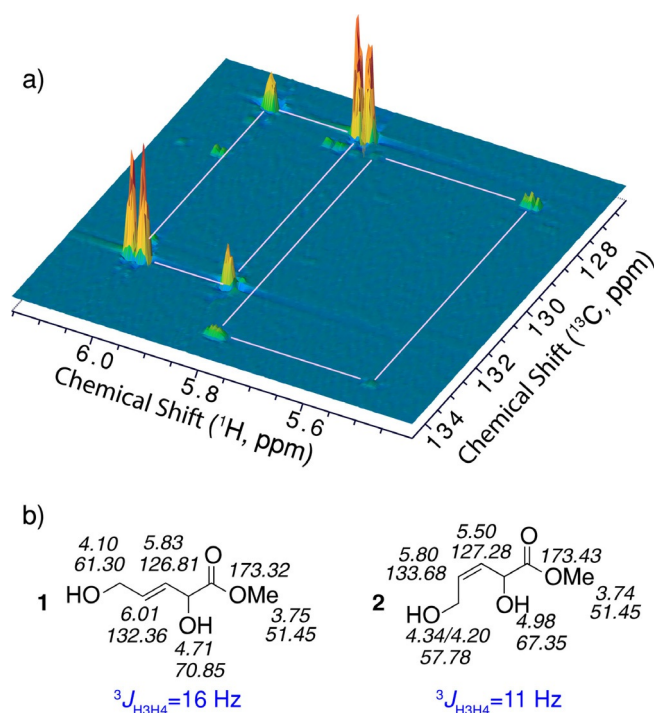 a)
6.0
5.8
5.6
Chemical Shift (¹H, ppm)
134
132
130
128
Chemical Shift (¹³C, ppm)
b)
4.10
61.30
5.83
126.81
O
173.32
1
HO
OMe
6.01
132.36
OH
3.75
51.45
4.71
70.85
³J_H3H4=16 Hz
5.50
127.28
5.80
133.68
O
173.43
2
OMe
HO
OH
3.74
51.45
4.34/4.20
57.78
4.98
67.35
³J_H3H4=11 Hz